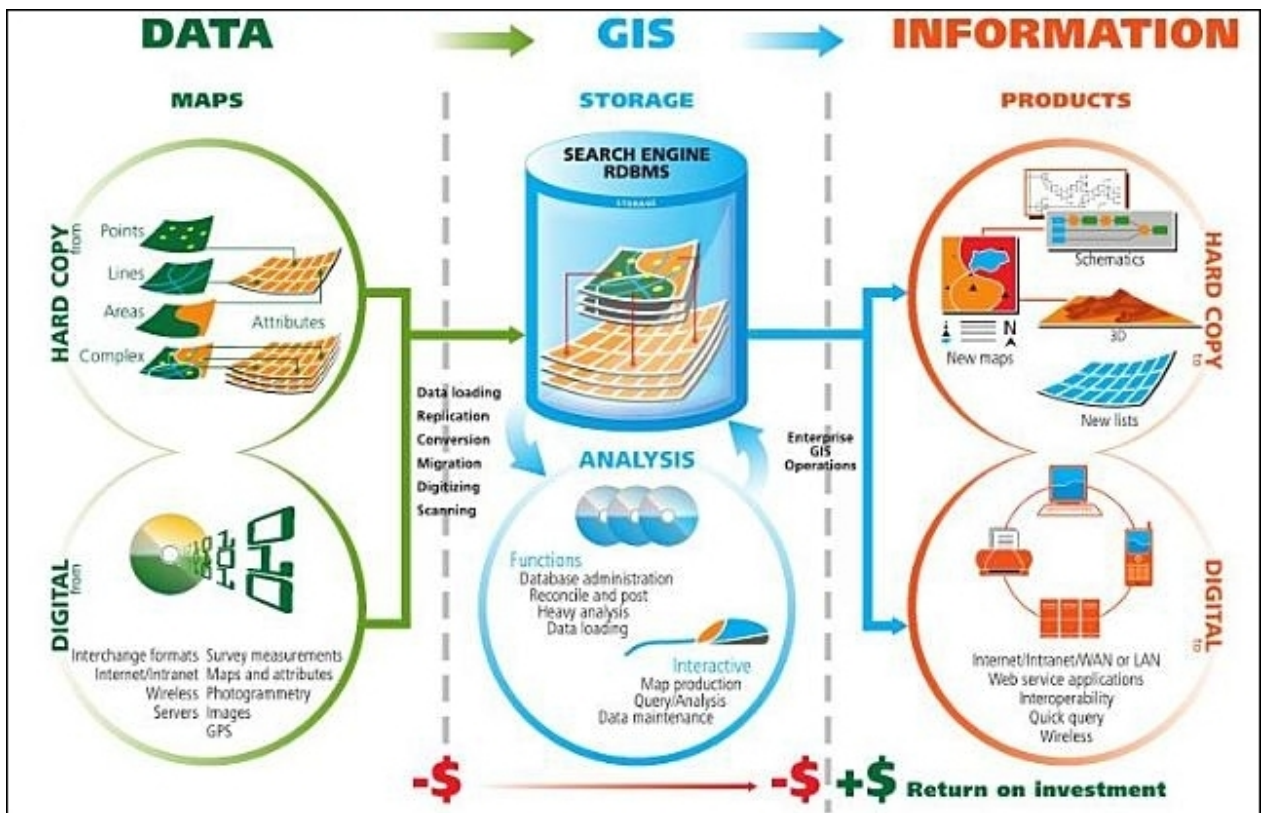 DATA
GIS
INFORMATION
MAPS
STORAGE
PRODUCTS
HARD COPY from
Points
Lines
Areas
Attributes
Complex
DIGITAL from
Interchange formats
Internet/Intranet
Wireless
Servers
Survey measurements
Maps and attributes
Photogrammetry
Images
GPS
Data loading
Replication
Conversion
Migration
Digitizing
Scanning
SEARCH ENGINE
RDBMS
STORAGE
ANALYSIS
Functions
Database administration
Reconcile and post
Heavy analysis
Data loading
Interactive
Map production
Query/Analysis
Data maintenance
Enterprise
GIS
Operations
HARD COPY to
Schematics
N
New maps
3D
New lists
DIGITAL to
Internet/Intranet/WAN or LAN
Web service applications
Interoperability
Quick query
Wireless
-$
-$
+$ Return on investment